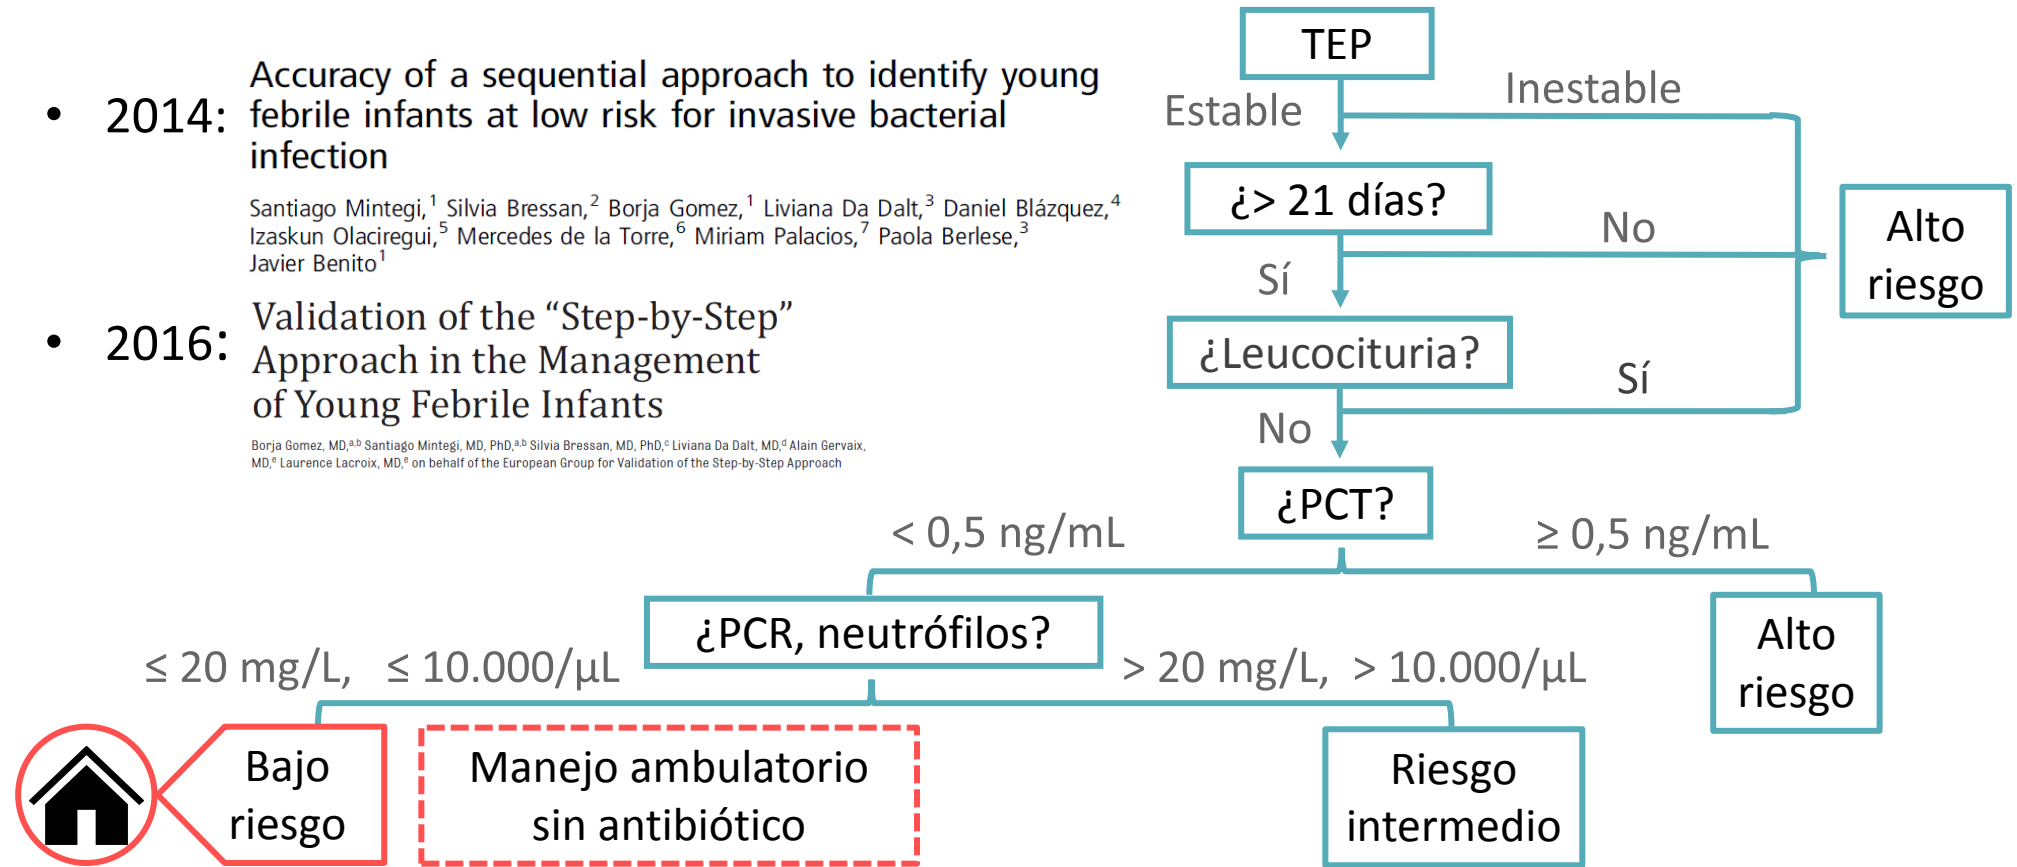 • 2014:
Accuracy of a sequential approach to identify young
febrile infants at low risk for invasive bacterial
infection
Santiago Mintegi,1 Silvia Bressan,2 Borja Gomez,1 Liviana Da Dalt,3 Daniel Blázquez,4
Izaskun Olaciregui,5 Mercedes de la Torre,6 Miriam Palacios,7 Paola Berlese,3
Javier Benito1
• 2016:
Validation of the “Step-by-Step”
Approach in the Management
of Young Febrile Infants
Borja Gomez, MD,a,b Santiago Mintegi, MD, PhD,a,b Silvia Bressan, MD, PhD,c Liviana Da Dalt, MD,d Alain Gervaix,
MD,e Laurence Lacroix, MD,e on behalf of the European Group for Validation of the Step-by-Step Approach
TEP
Estable
Inestable
¿> 21 días?
No
Sí
Alto
riesgo
¿Leucocituria?
Sí
No
¿PCT?
< 0,5 ng/mL
≥ 0,5 ng/mL
¿PCR, neutrófilos?
Alto
riesgo
≤ 20 mg/L, ≤ 10.000/µL
> 20 mg/L, > 10.000/µL
Bajo
riesgo
Manejo ambulatorio
sin antibiótico
Riesgo
intermedio